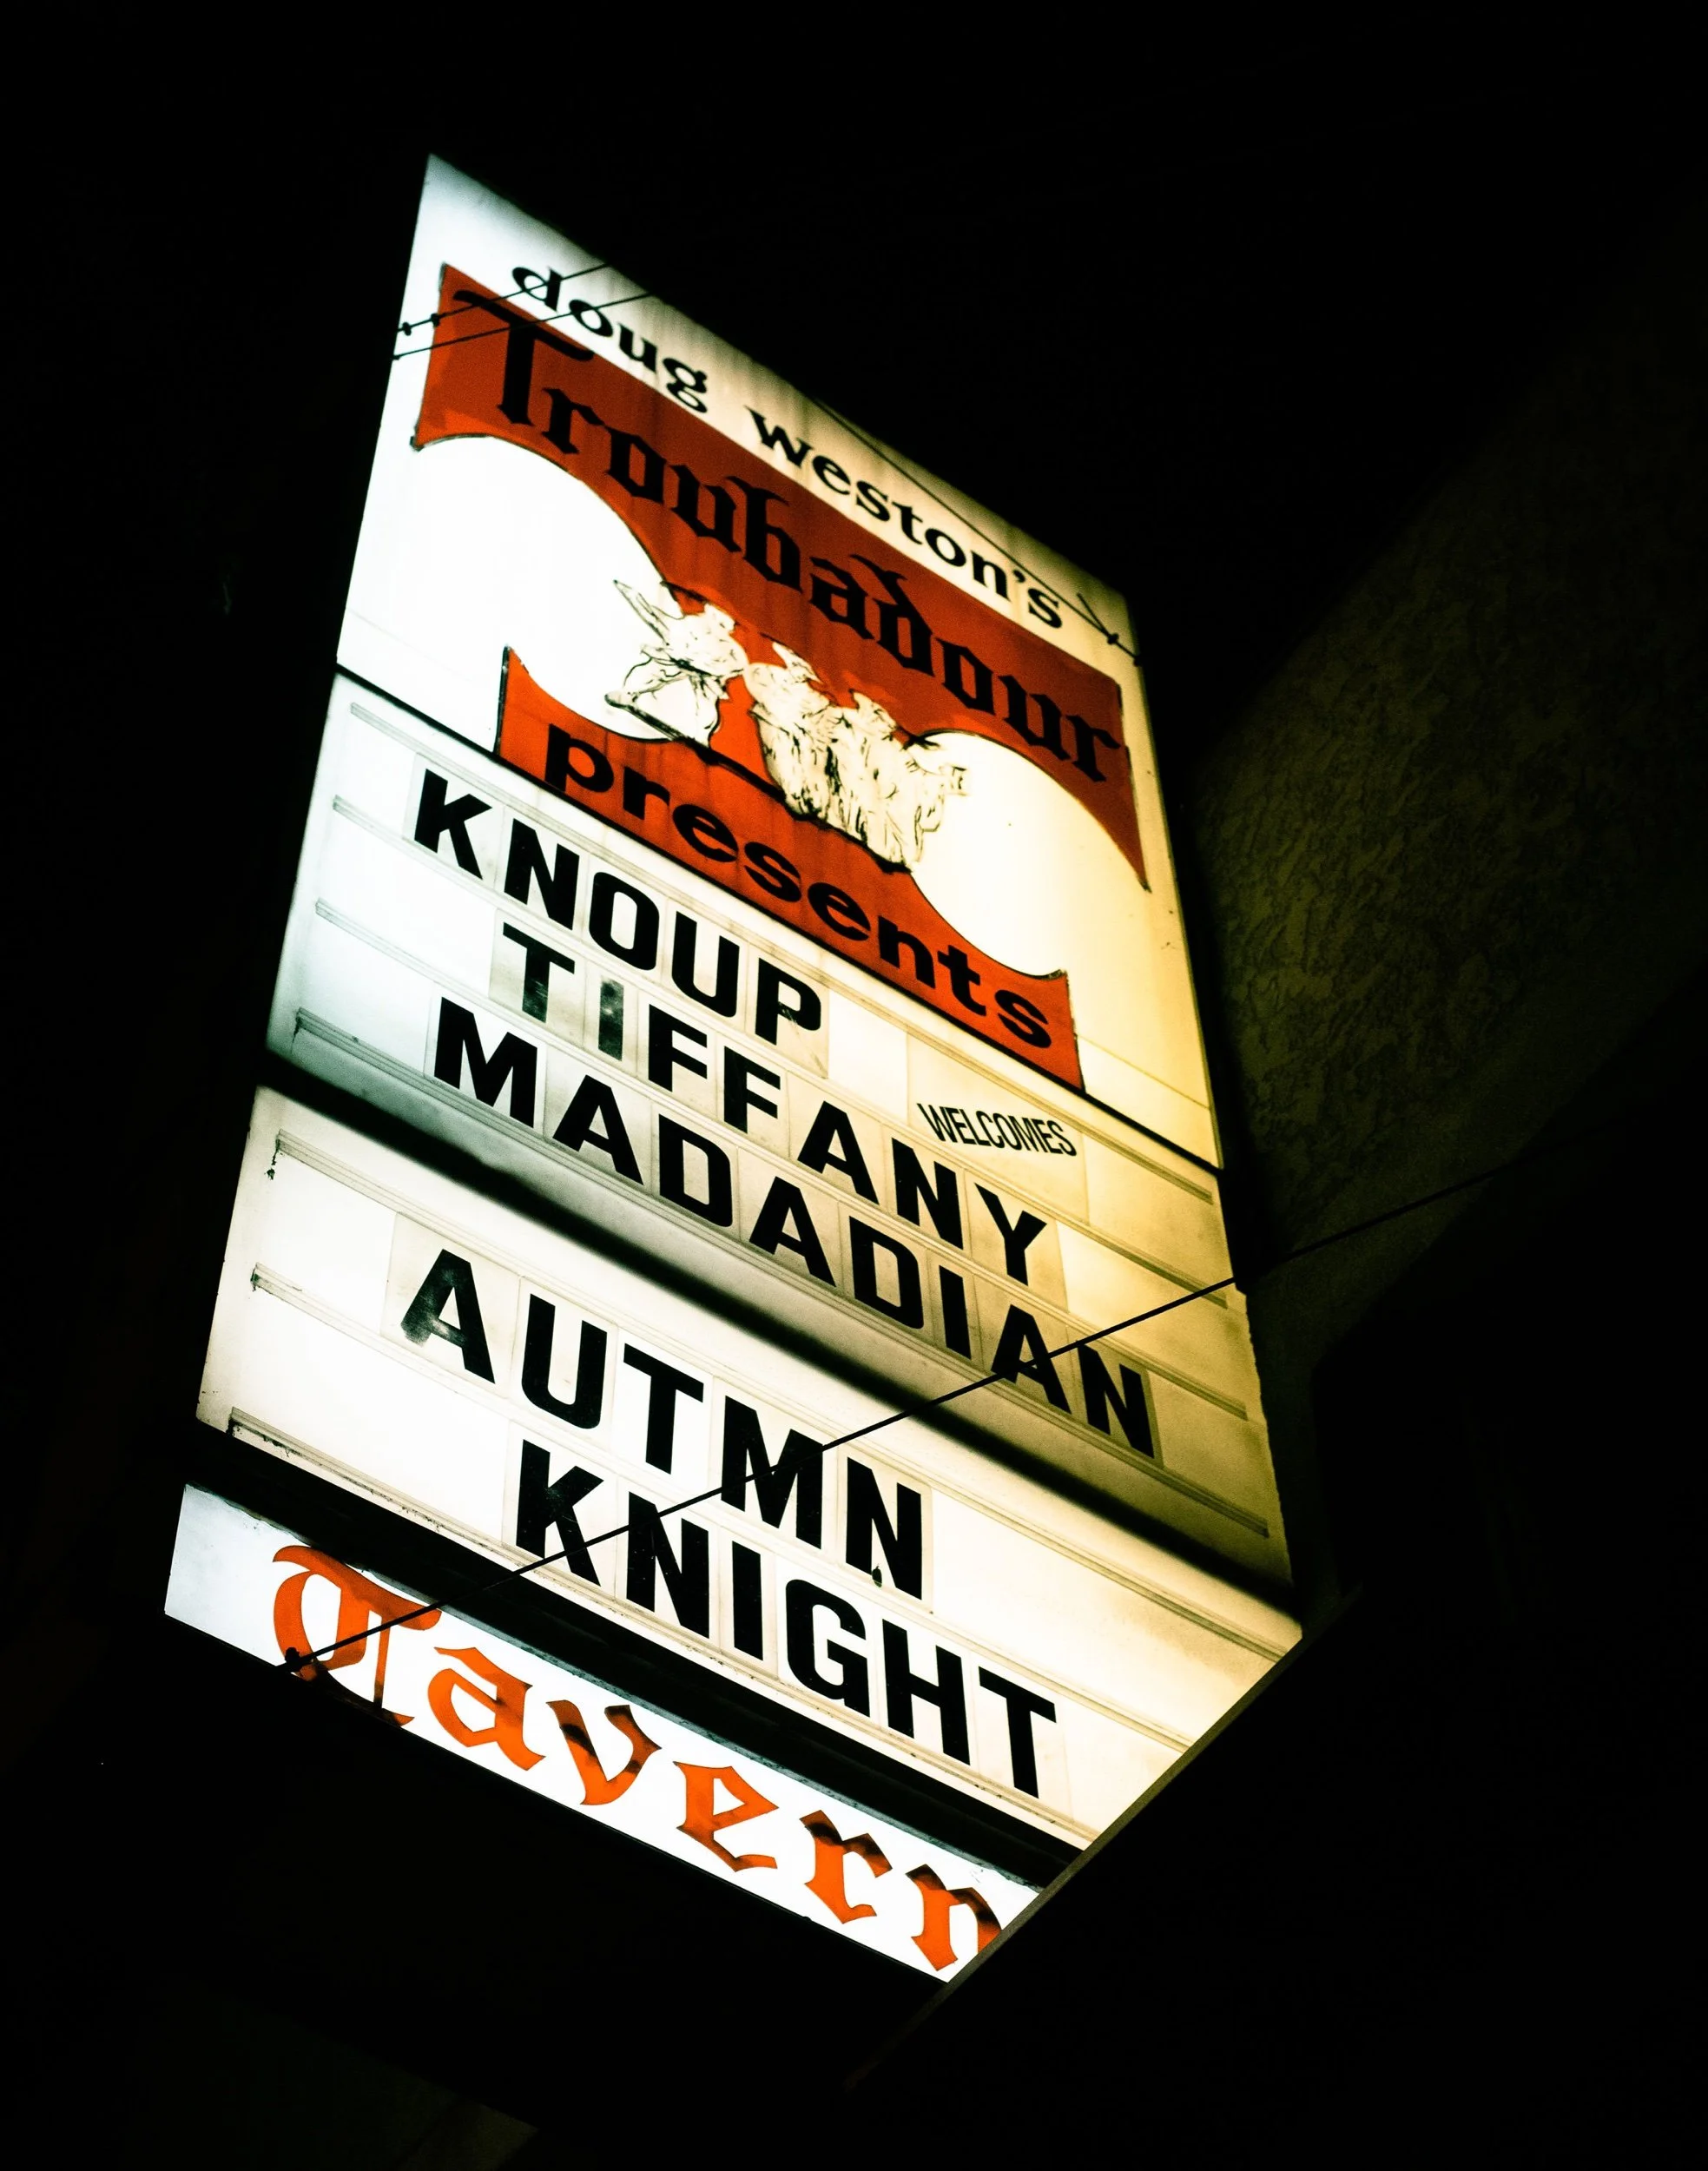 doug weston's
Troubadour
presents
KNOUP
WELCOMES
TIFFANY
MADADIAN
AUTMN
KNIGHT
Tavern